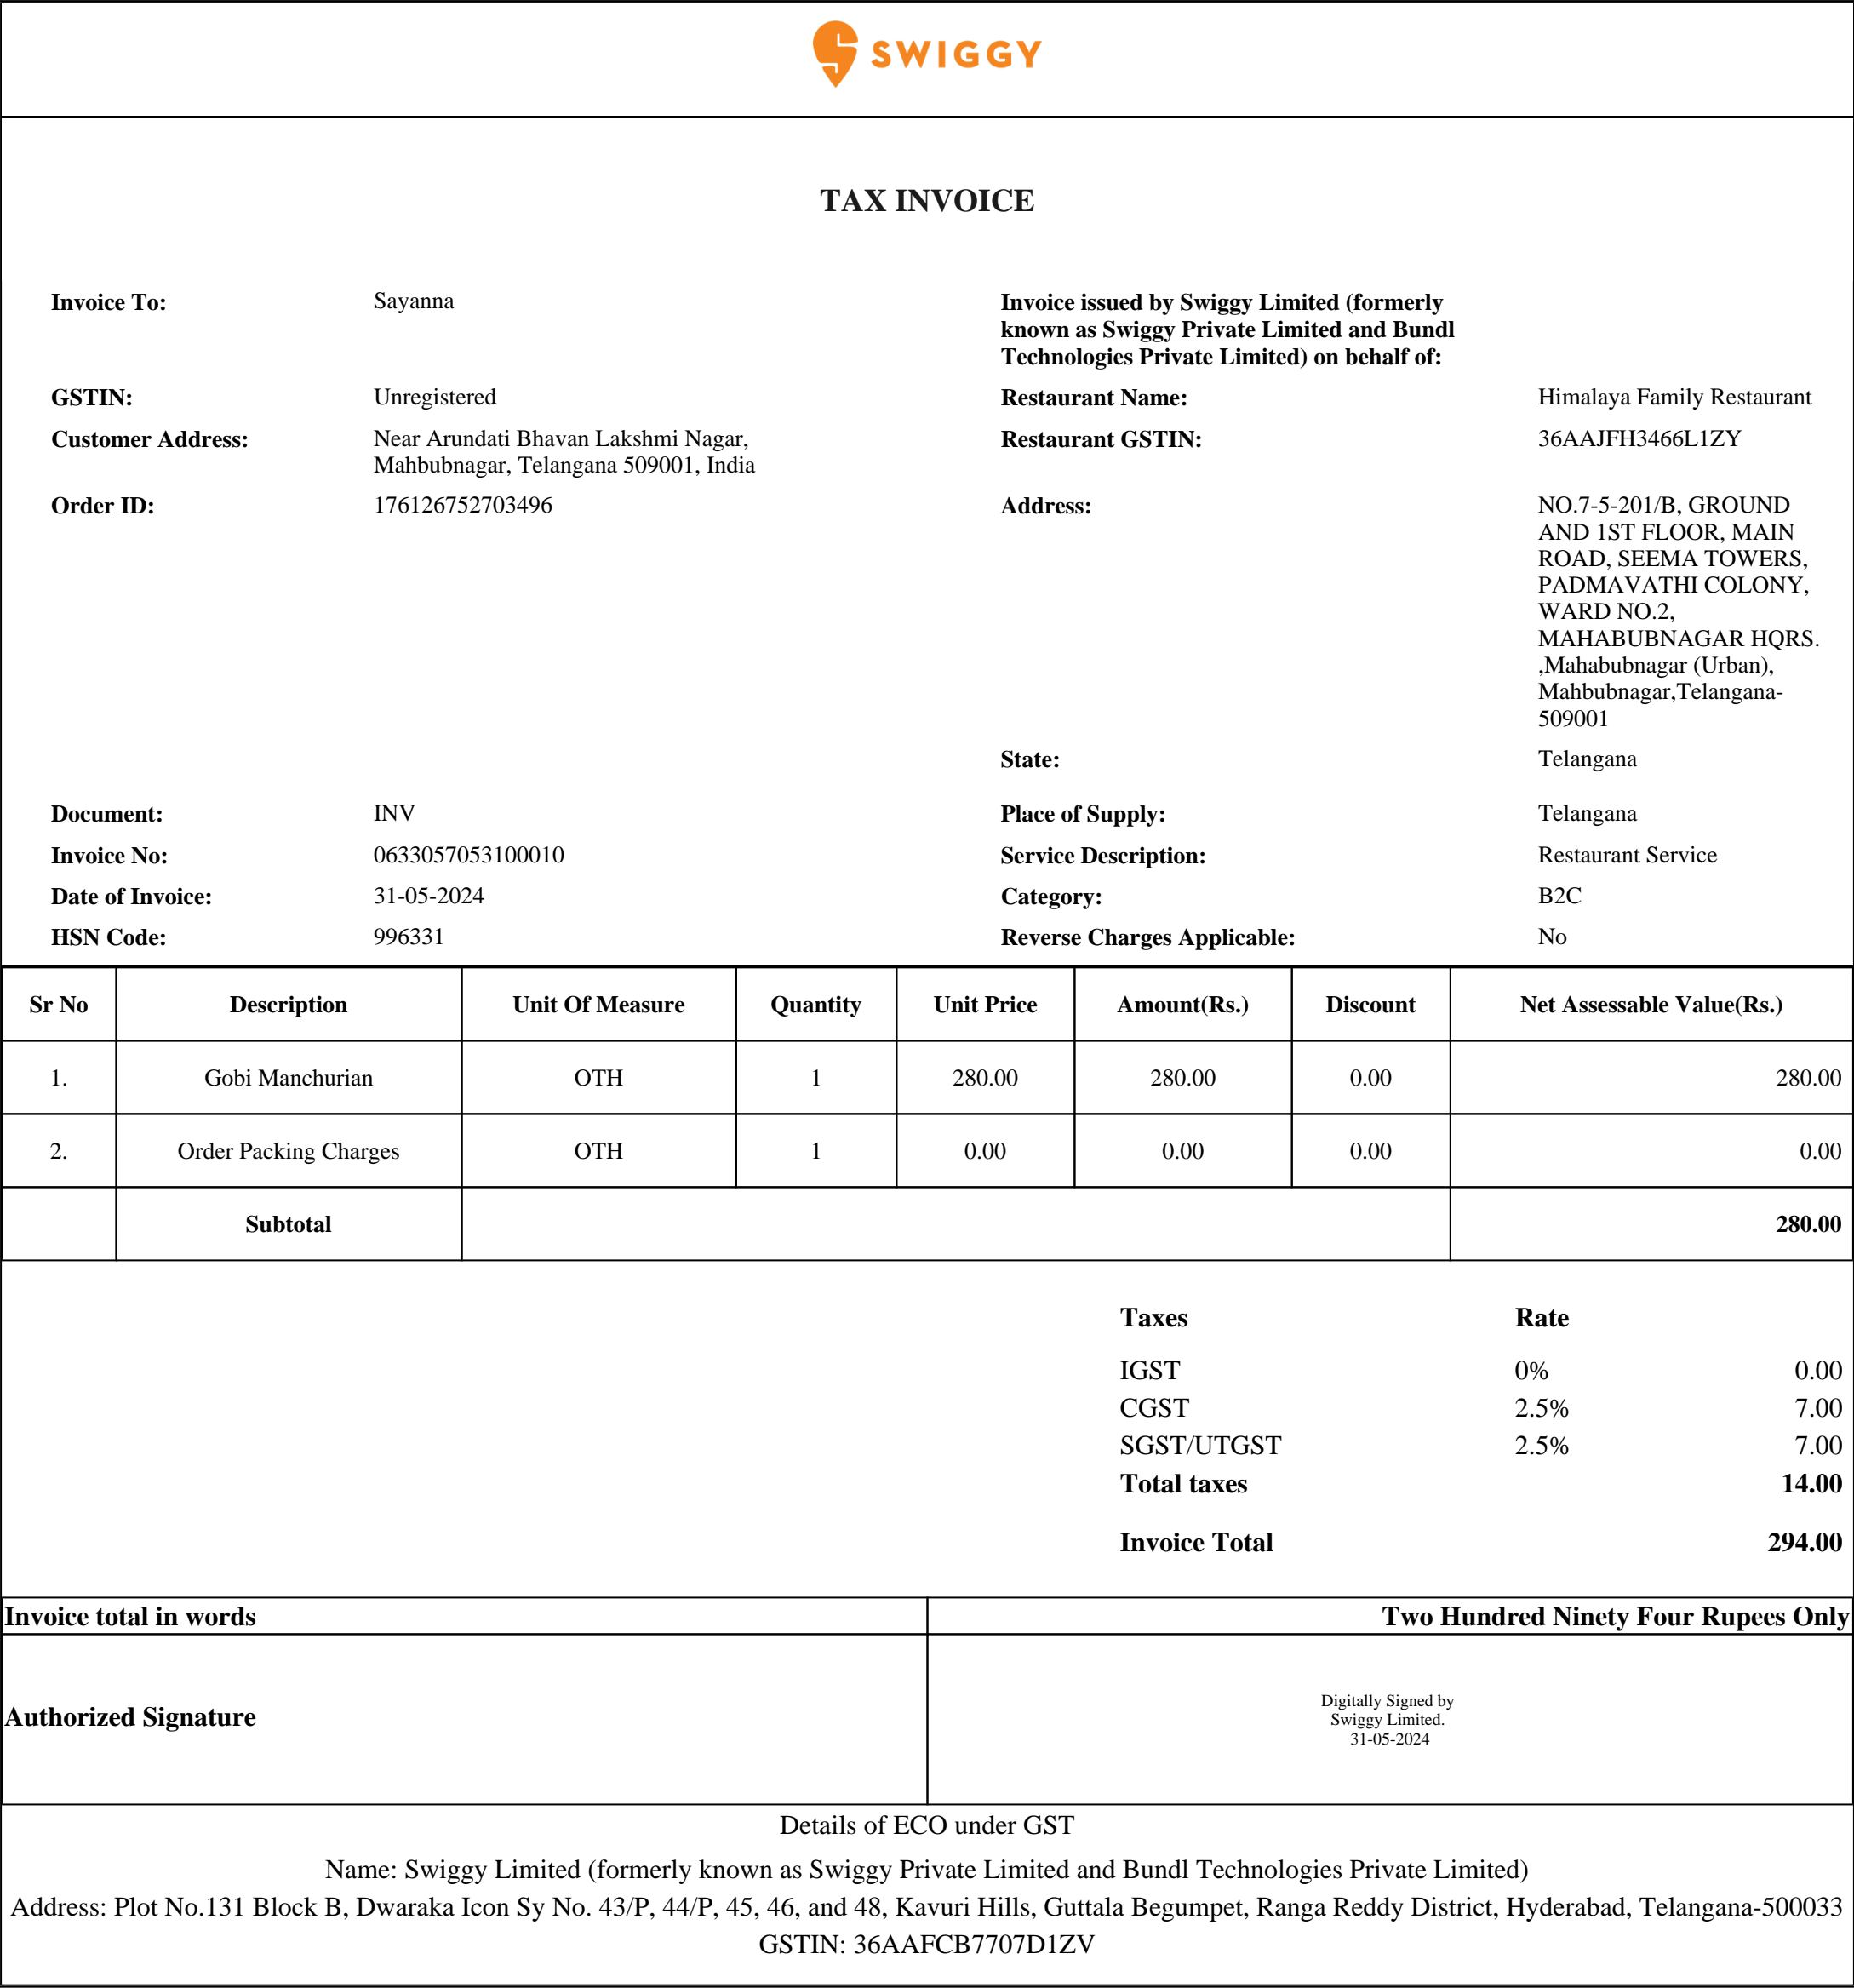 SWIGGY
TAX INVOICE
Invoice To: Sayanna
Invoice issued by Swiggy Limited (formerly
known as Swiggy Private Limited and Bundl
Technologies Private Limited) on behalf of:
GSTIN: Unregistered
Restaurant Name: Himalaya Family Restaurant
Customer Address: Near Arundati Bhavan Lakshmi Nagar,
Mahbubnagar, Telangana 509001, India
Restaurant GSTIN: 36AAJFH3466L1ZY
Order ID: 176126752703496
Address: NO.7-5-201/B, GROUND
AND 1ST FLOOR, MAIN
ROAD, SEEMA TOWERS,
PADMAVATHI COLONY,
WARD NO.2,
MAHABUBNAGAR HQRS.
,Mahabubnagar (Urban),
Mahbubnagar,Telangana-
509001
State: Telangana
Document: INV
Place of Supply: Telangana
Invoice No: 0633057053100010
Service Description: Restaurant Service
Date of Invoice: 31-05-2024
Category: B2C
HSN Code: 996331
Reverse Charges Applicable: No
Sr No Description Unit Of Measure Quantity Unit Price Amount(Rs.) Discount Net Assessable Value(Rs.)
1. Gobi Manchurian OTH 1 280.00 280.00 0.00 280.00
2. Order Packing Charges OTH 1 0.00 0.00 0.00 0.00
Subtotal 280.00
Taxes Rate
IGST 0% 0.00
CGST 2.5% 7.00
SGST/UTGST 2.5% 7.00
Total taxes 14.00
Invoice Total 294.00
Invoice total in words Two Hundred Ninety Four Rupees Only
Authorized Signature
Digitally Signed by
Swiggy Limited.
31-05-2024
Details of ECO under GST
Name: Swiggy Limited (formerly known as Swiggy Private Limited and Bundl Technologies Private Limited)
Address: Plot No.131 Block B, Dwaraka Icon Sy No. 43/P, 44/P, 45, 46, and 48, Kavuri Hills, Guttala Begumpet, Ranga Reddy District, Hyderabad, Telangana-500033
GSTIN: 36AAFCB7707D1ZV